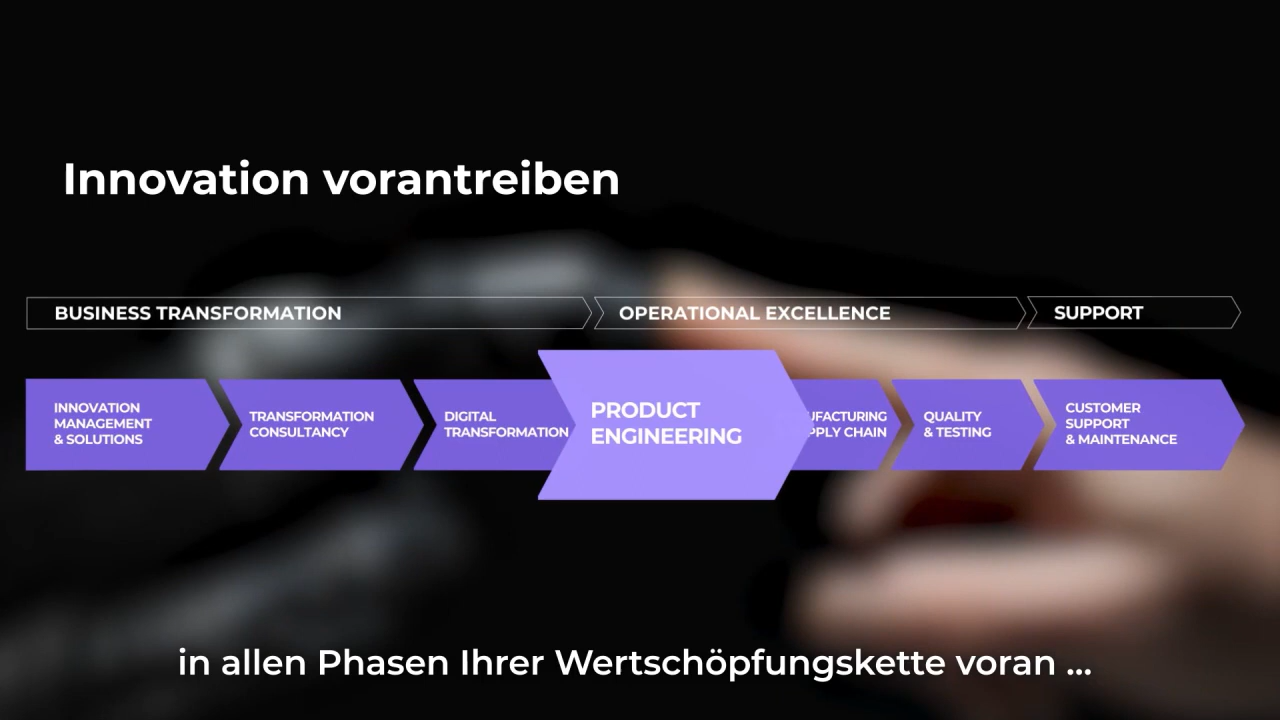 Innovation vorantreiben
BUSINESS TRANSFORMATION
OPERATIONAL EXCELLENCE
SUPPORT
INNOVATION
MANAGEMENT
& SOLUTIONS
TRANSFORMATION
CONSULTANCY
DIGITAL
TRANSFORMATION
PRODUCT
ENGINEERING
CHAIN
QUALITY
& TESTING
CUSTOMER
SUPPORT
& MAINTENANCE
in allen Phasen Ihrer Wertschöpfungskette voran ...